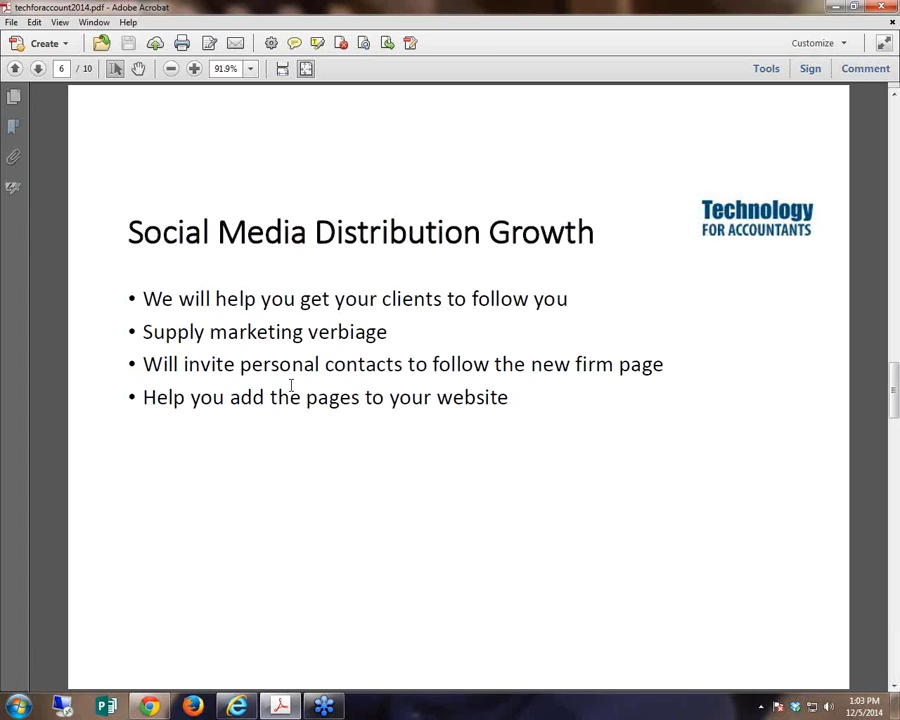 techforaccount2014.pdf - Adobe Acrobat
File Edit View Window Help
Create Customize
6 / 10 91.9% Tools Sign Comment
Technology
FOR ACCOUNTANTS
Social Media Distribution Growth
• We will help you get your clients to follow you
• Supply marketing verbiage
• Will invite personal contacts to follow the new firm page
• Help you add the pages to your website
1:03 PM
12/5/2014